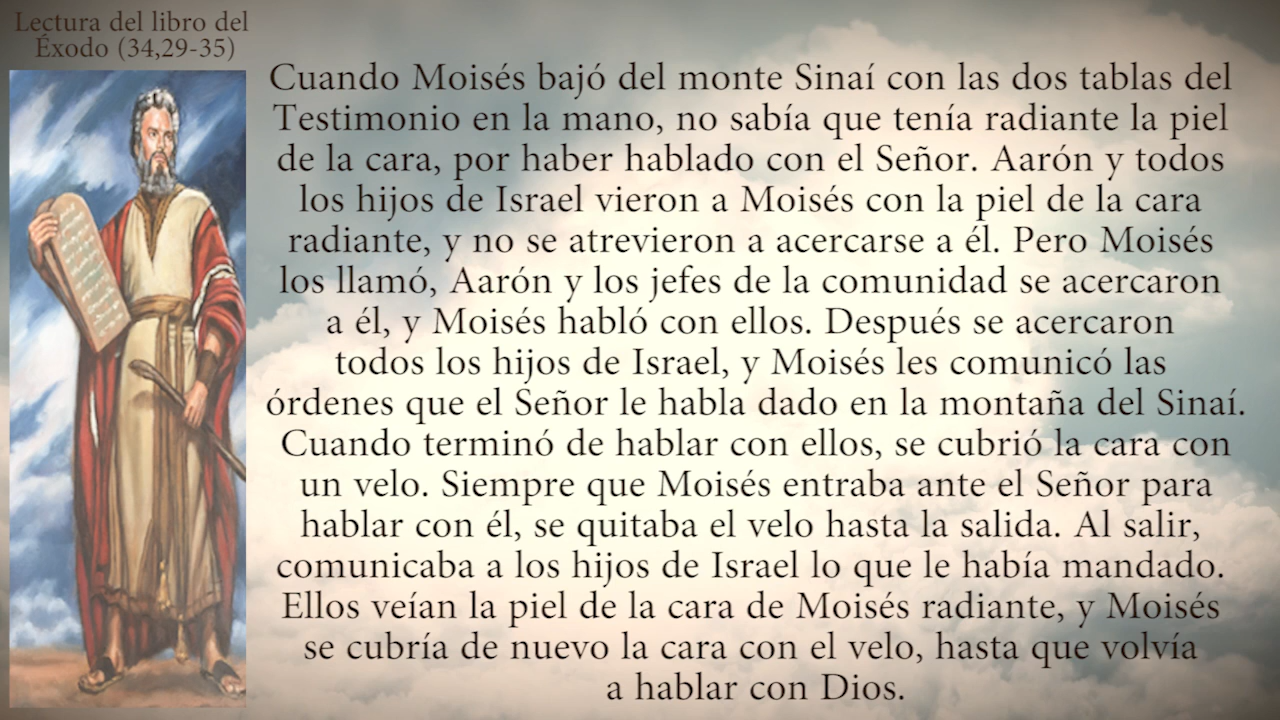 Lectura del libro del
Éxodo (34,29-35)
Cuando Moisés bajó del monte Sinaí con las dos tablas del
Testimonio en la mano, no sabía que tenía radiante la piel
de la cara, por haber hablado con el Señor. Aarón y todos
los hijos de Israel vieron a Moisés con la piel de la cara
radiante, y no se atrevieron a acercarse a él. Pero Moisés
los llamó, Aarón y los jefes de la comunidad se acercaron
a él, y Moisés habló con ellos. Después se acercaron
todos los hijos de Israel, y Moisés les comunicó las
órdenes que el Señor le habla dado en la montaña del Sinaí.
Cuando terminó de hablar con ellos, se cubrió la cara con
un velo. Siempre que Moisés entraba ante el Señor para
hablar con él, se quitaba el velo hasta la salida. Al salir,
comunicaba a los hijos de Israel lo que le había mandado.
Ellos veían la piel de la cara de Moisés radiante, y Moisés
se cubría de nuevo la cara con el velo, hasta que volvía
a hablar con Dios.